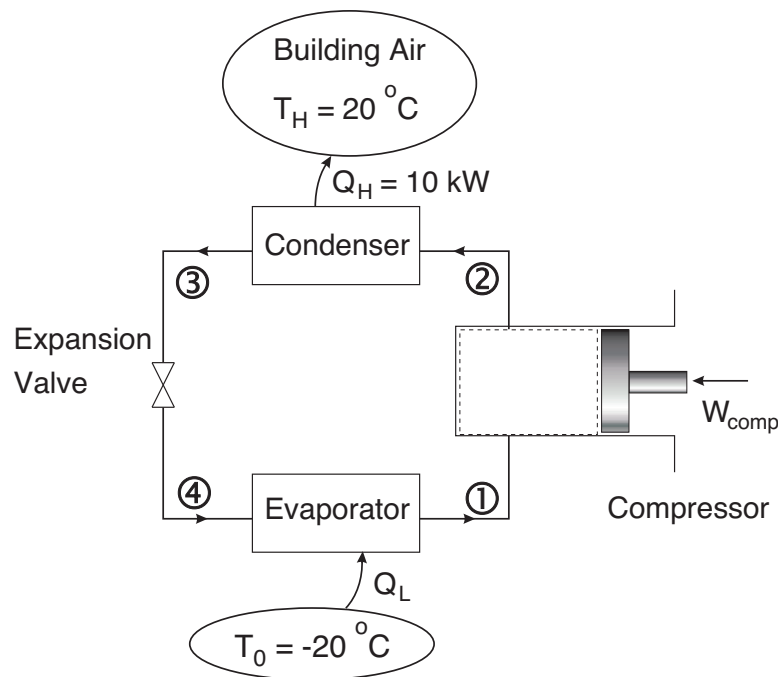 Building Air
T_H = 20 °C
Q_H = 10 kW
Condenser
③
②
Expansion
Valve
W_comp
④
Evaporator
①
Compressor
Q_L
T_0 = -20 °C